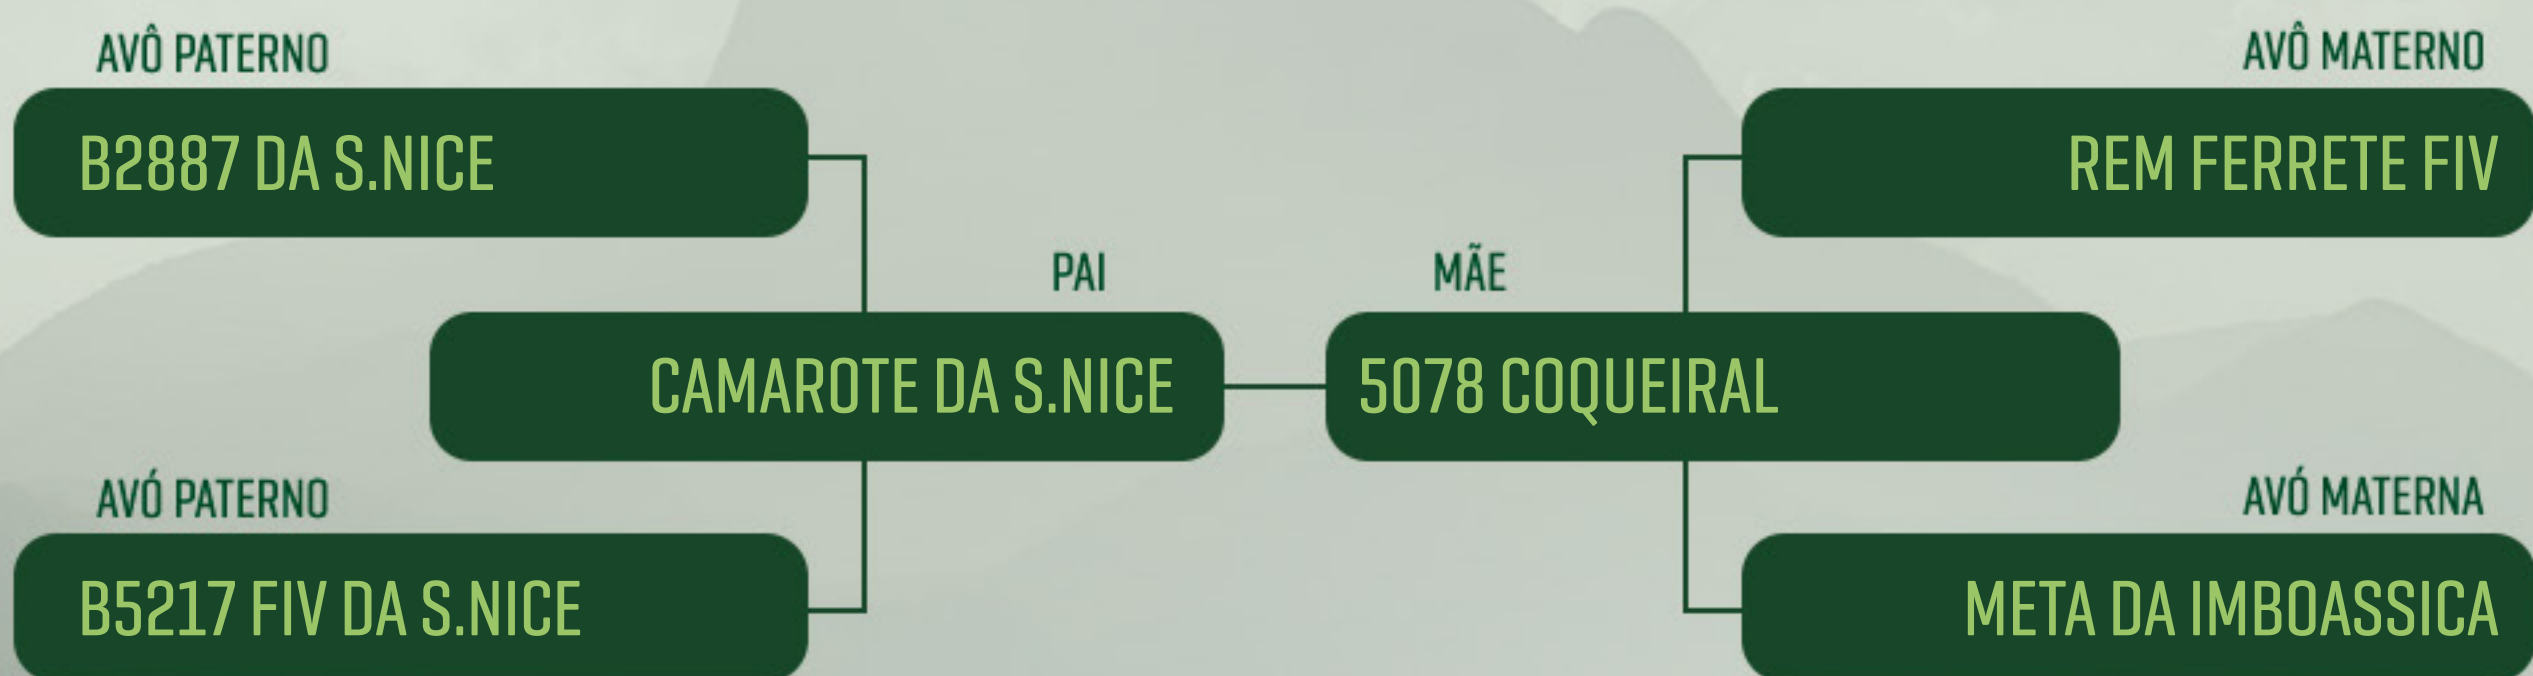 AVÔ PATERNO
AVÔ MATERNO
B2887 DA S.NICE
REM FERRETE FIV
PAI
MÃE
CAMAROTE DA S.NICE
5078 COQUEIRAL
AVÓ PATERNO
AVÓ MATERNA
B5217 FIV DA S.NICE
META DA IMBOASSICA